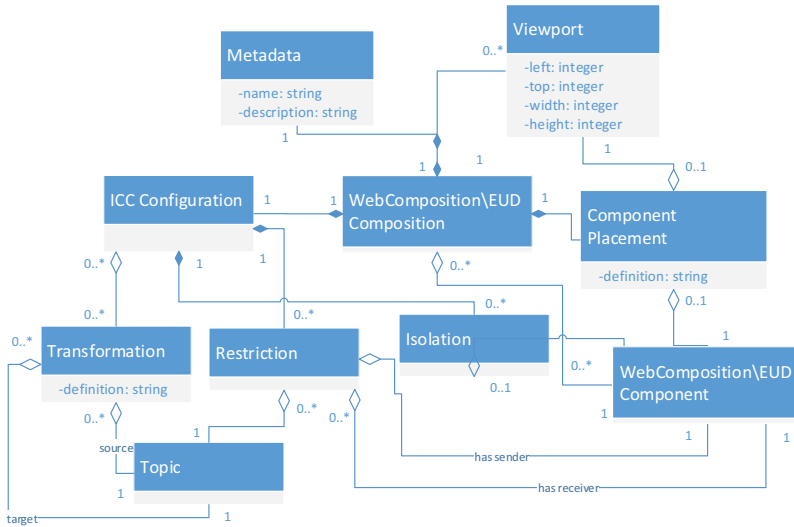 Viewport
-left: integer
-top: integer
-width: integer
-height: integer
0..*
1
Metadata
-name: string
-description: string
1
1
1
0..1
ICC Configuration
1
1
WebComposition\EUD
Composition
1
Component
Placement
-definition: string
0..*
1
1
0..*
0..1
0..*
0..*
0..*
0..*
Transformation
-definition: string
Restriction
Isolation
0..1
1
0..*
WebComposition\EUD
Component
1
0..*
0..*
0..*
source
1
1
1
has sender
Topic
1
has receiver
target
1